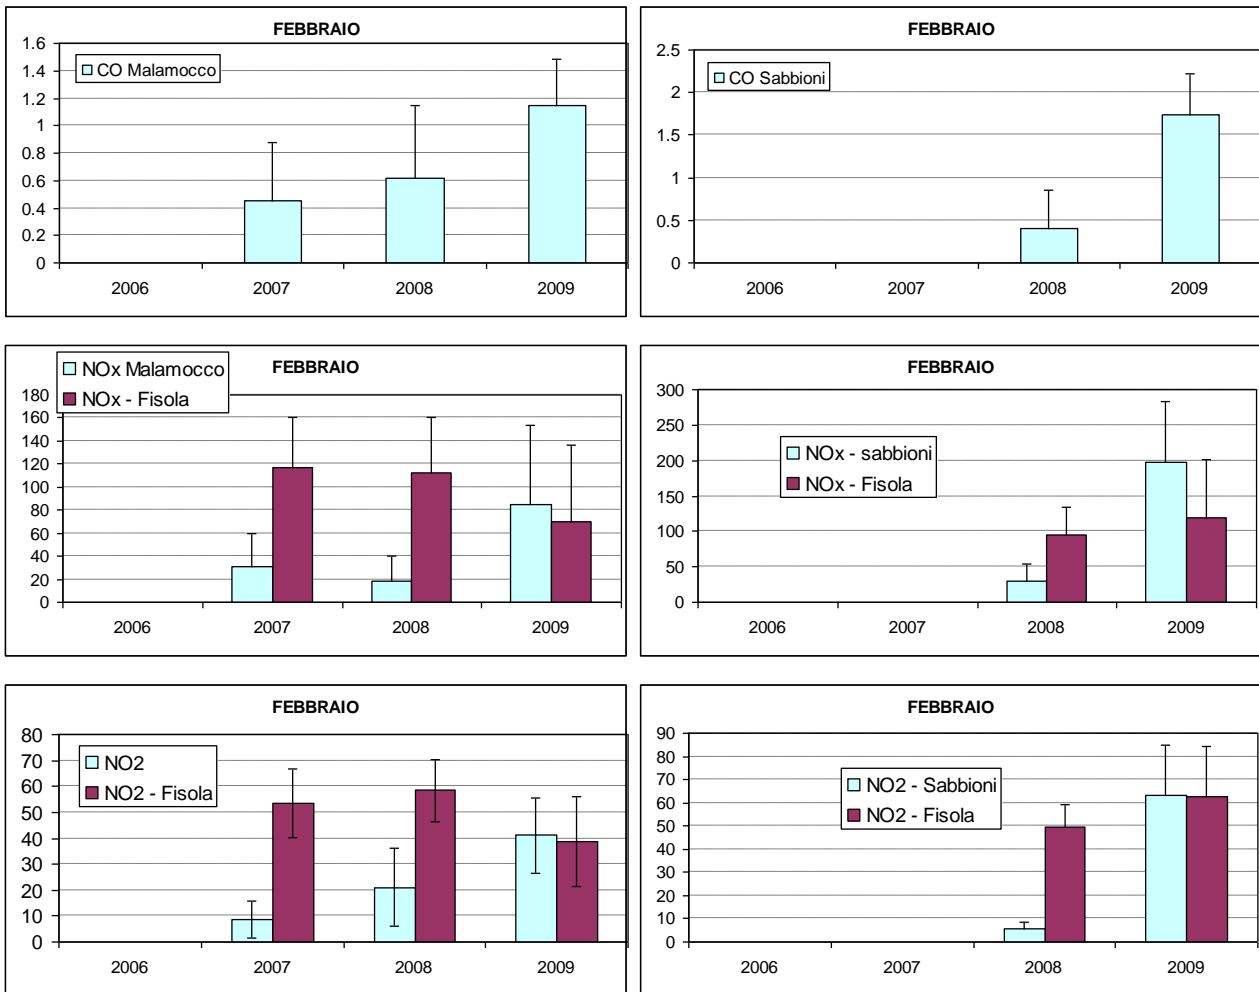 FEBBRAIO
1.6
1.4
1.2
1
0.8
0.6
0.4
0.2
0
CO Malamocco
2006 2007 2008 2009
FEBBRAIO
2.5
2
1.5
1
0.5
0
CO Sabbioni
2006 2007 2008 2009
FEBBRAIO
NOx Malamocco
NOx - Fisola
180
160
140
120
100
80
60
40
20
0
2006 2007 2008 2009
FEBBRAIO
300
250
200
150
100
50
0
NOx - sabbioni
NOx - Fisola
2006 2007 2008 2009
FEBBRAIO
80
70
60
50
40
30
20
10
0
NO2
NO2 - Fisola
2006 2007 2008 2009
FEBBRAIO
90
80
70
60
50
40
30
20
10
0
NO2 - Sabbioni
NO2 - Fisola
2006 2007 2008 2009